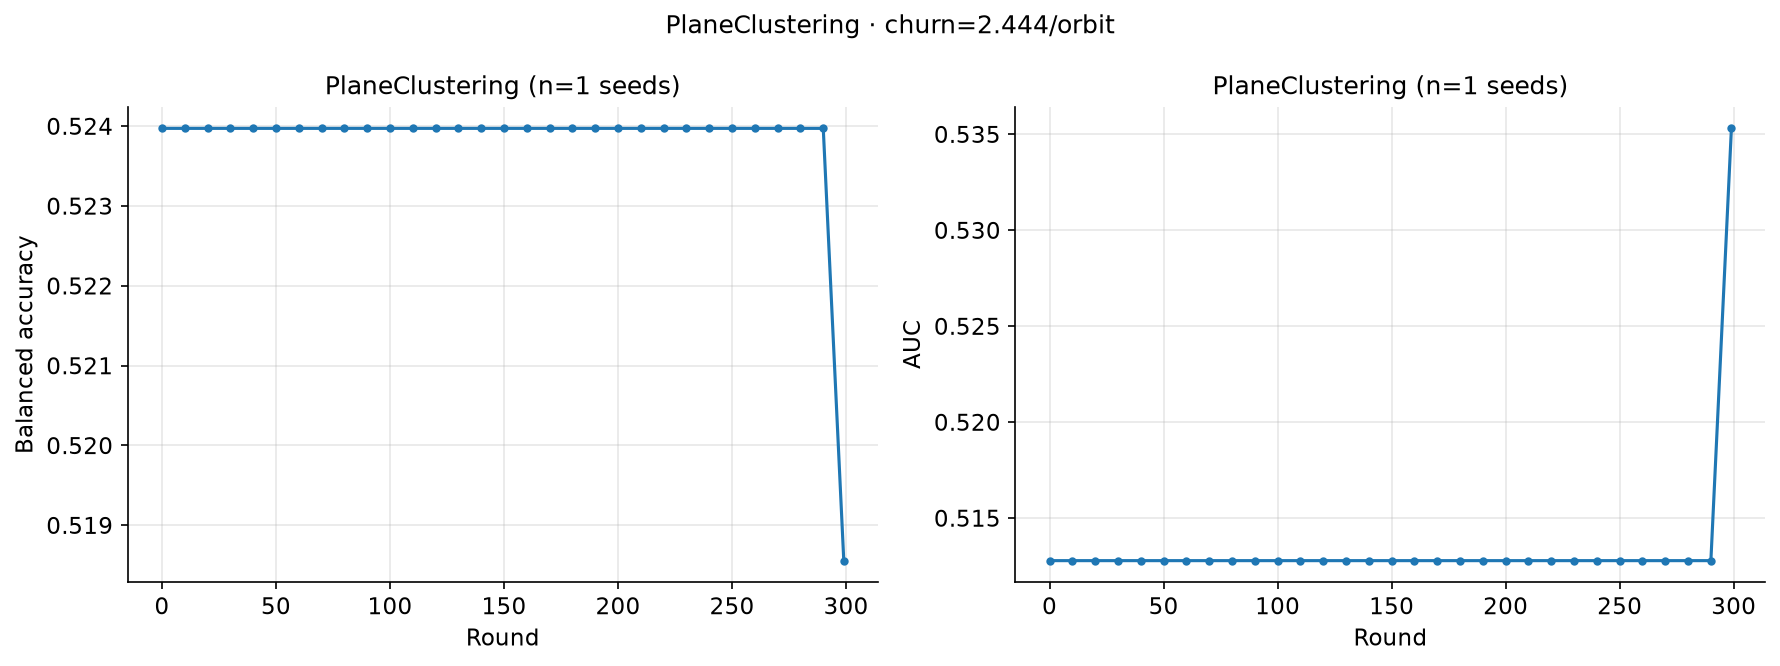 PlaneClustering · churn=2.444/orbit
PlaneClustering (n=1 seeds)
Balanced accuracy
0.524
0.523
0.522
0.521
0.520
0.519
0 50 100 150 200 250 300
Round
PlaneClustering (n=1 seeds)
AUC
0.535
0.530
0.525
0.520
0.515
0 50 100 150 200 250 300
Round